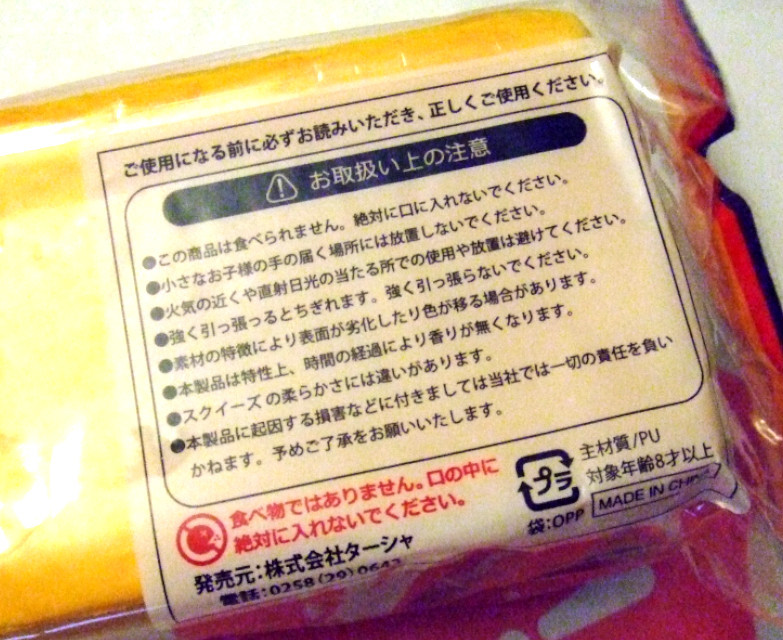 ご使用になる前に必ずお読みいただき、正しくご使用ください。
お取扱い上の注意
●この商品は食べられません。絶対に口に入れないでください。
●小さなお子様の手の届く場所には放置しないでください。
●火気の近くや直射日光の当たる所での使用や放置は避けてください。
●強く引っ張っるとちぎれます。強く引っ張らないでください。
●素材の特徴により表面が劣化したり色が移る場合があります。
●本製品は特性上、時間の経過により香りが無くなります。
●スクイーズの柔らかさには違いがあります。
●本製品に起因する損害などに付きましては当社では一切の責任を負い
かねます。予めご了承をお願いいたします。
食べ物ではありません。口の中に
絶対に入れないでください。
プラ
袋:OPP
主材質/PU
対象年齢8才以上
MADE IN CHINA
発売元:株式会社ターシャ
電話:0258(29)064